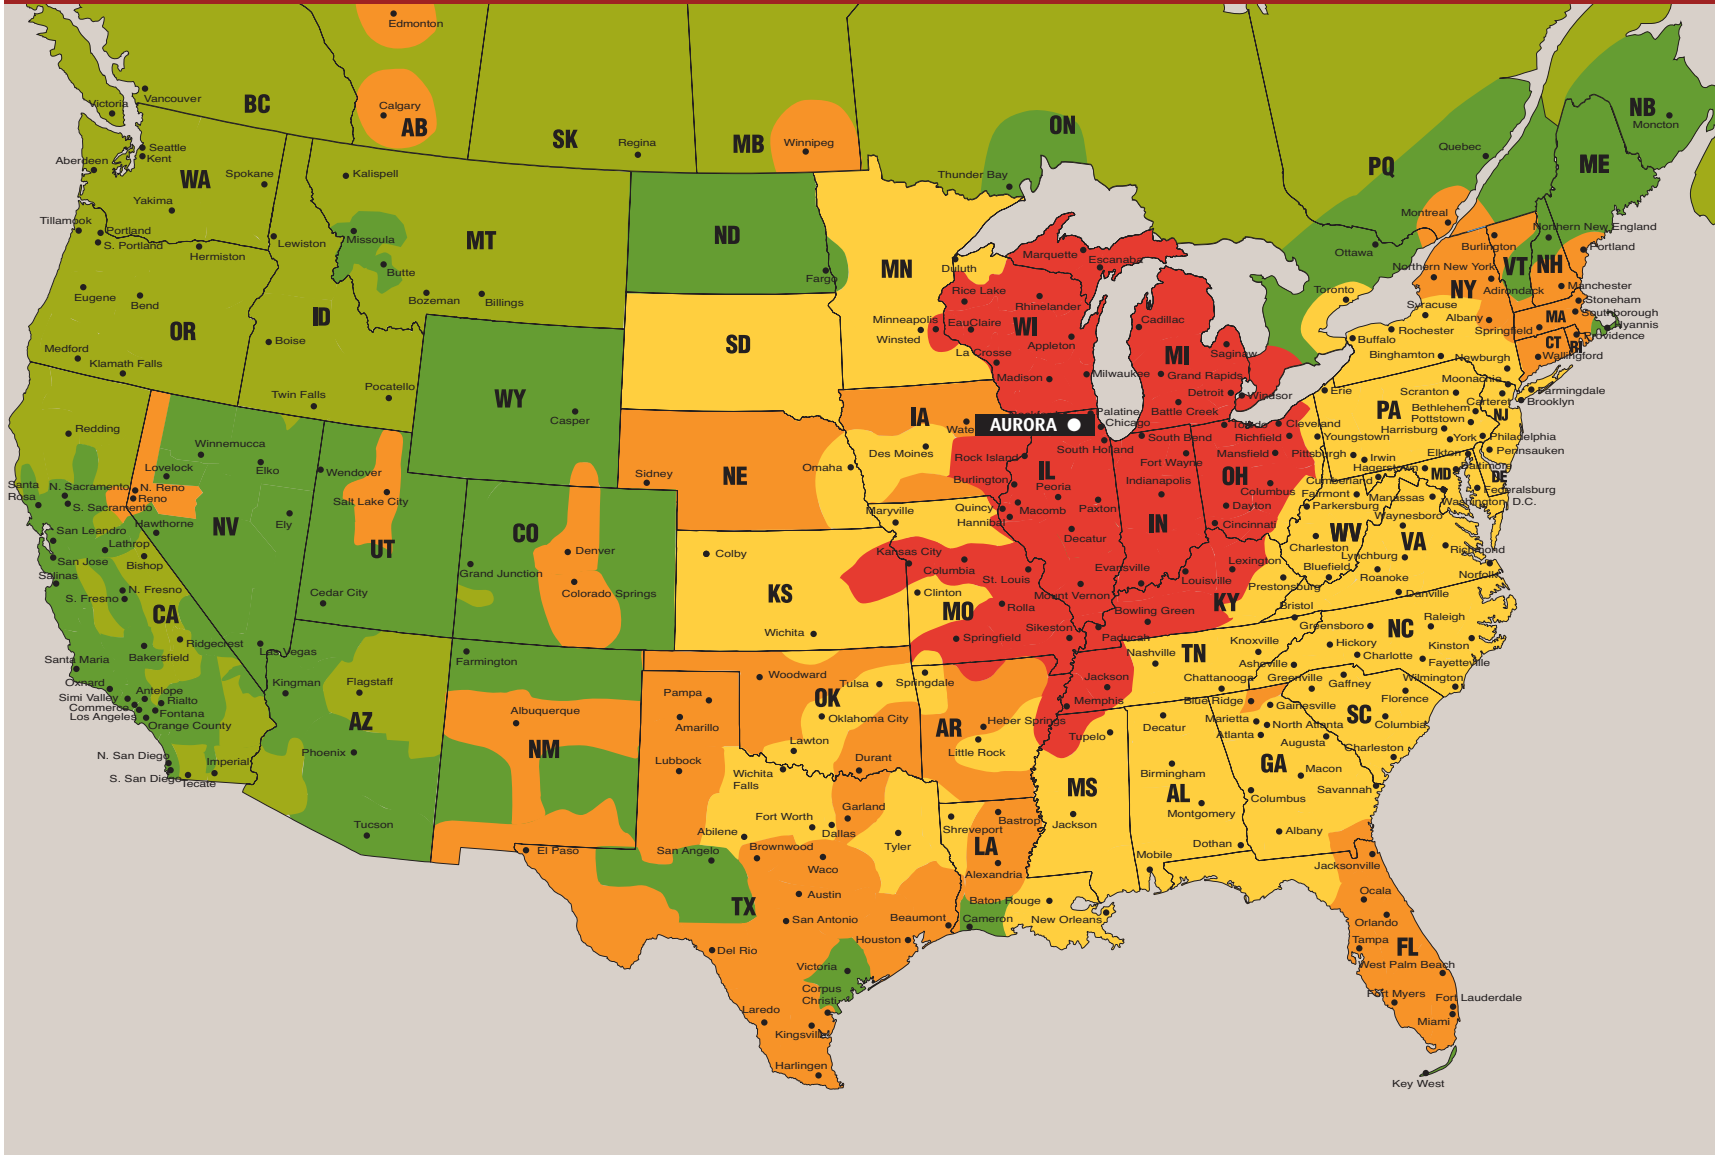 Edmonton
Calgary
AB
Vancouver
Victoria
BC
SK
Regina
MB
Winnipeg
ON
Thunder Bay
PQ
Quebec
NB
Moncton
ME
Montreal
Ottawa
Toronto
Seattle
Kent
Aberdeen
WA
Spokane
Yakima
Tillamook
Portland
S. Portland
Hermiston
Lewiston
Eugene
Bend
OR
Medford
Klamath Falls
Kalispell
Missoula
MT
Butte
Bozeman
Billings
ID
Boise
Twin Falls
Pocatello
ND
Fargo
SD
WY
Casper
NE
Sidney
Omaha
MN
Duluth
Minneapolis
Winsted
Marquette
Escanaba
Rice Lake
Rhinelander
EauClaire
WI
Appleton
La Crosse
Madison
Milwaukee
Cadillac
MI
Saginaw
Grand Rapids
Detroit
Windsor
Battle Creek
IA
Des Moines
AURORA
Palatine
Chicago
South Holland
South Bend
Rock Island
IL
Burlington
Peoria
Quincy
Macomb
Paxton
Hannibal
Decatur
Mount Vernon
Fort Wayne
Indianapolis
IN
Evansville
Toledo
Cleveland
Richfield
Mansfield
OH
Columbus
Dayton
Cincinnati
Lexington
Louisville
KY
Bowling Green
Paducah
Prestonsburg
Northern New England
Burlington
Portland
Northern New York
VT
NH
Adirondack
Manchester
NY
Syracuse
Stoneham
Albany
MA
Southborough
Hyannis
Springfield
Providence
Rochester
Buffalo
CT
RI
Wallingford
Binghamton
Newburgh
Moonachie
Erie
Scranton
Farmingdale
Carteret
Brooklyn
PA
Bethlehem
NJ
Pottstown
Harrisburg
Youngstown
York
Philadelphia
Pittsburgh
Irwin
Elkton
Pennsauken
Hagerstown
MD
Baltimore
DE
Cumberland
Federalsburg
Fairmont
Manassas
Washington, D.C.
Parkersburg
Waynesboro
WV
VA
Charleston
Lynchburg
Richmond
Bluefield
Roanoke
Norfolk
Danville
Bristol
Greensboro
Raleigh
NC
Hickory
Kinston
Charlotte
Fayetteville
Knoxville
Asheville
Wilmington
TN
Nashville
Chattanooga
Jackson
Memphis
Greenville
Gaffney
Florence
SC
Columbia
Charleston
Blue Ridge
Gainesville
Marietta
North Atlanta
Atlanta
Augusta
GA
Macon
Columbus
Savannah
Albany
Tupelo
Decatur
Birmingham
MS
AL
Montgomery
Jackson
Dothan
Mobile
Jacksonville
Ocala
Orlando
Tampa
FL
West Palm Beach
Fort Myers
Fort Lauderdale
Miami
Key West
Redding
Winnemucca
Lovelock
Elko
Wendover
Santa
Rosa
N. Sacramento
N. Reno
Reno
S. Sacramento
Salt Lake City
Hawthorne
NV
Ely
UT
San Leandro
Lathrop
San Jose
Bishop
Salinas
N. Fresno
S. Fresno
CA
Cedar City
Ridgecrest
Bakersfield
Las Vegas
Santa Maria
Oxnard
Antelope
Simi Valley
Rialto
Commerce
Fontana
Los Angeles
Orange County
N. San Diego
Imperial
S. San Diego
Tecate
Kingman
Flagstaff
AZ
Phoenix
Tucson
CO
Denver
Grand Junction
Colorado Springs
Farmington
Albuquerque
NM
El Paso
Colby
KS
Wichita
Maryville
Kansas City
Columbia
St. Louis
Clinton
MO
Rolla
Springfield
Sikeston
Woodward
Tulsa
OK
Oklahoma City
Lawton
Durant
Springdale
AR
Heber Springs
Little Rock
Pampa
Amarillo
Lubbock
Wichita
Falls
Garland
Fort Worth
Dallas
Abilene
Tyler
Brownwood
San Angelo
Waco
TX
Austin
San Antonio
Beaumont
Houston
Del Rio
Victoria
Corpus
Christi
Laredo
Kingsville
Harlingen
Shreveport
Bastrop
LA
Alexandria
Baton Rouge
Cameron
New Orleans